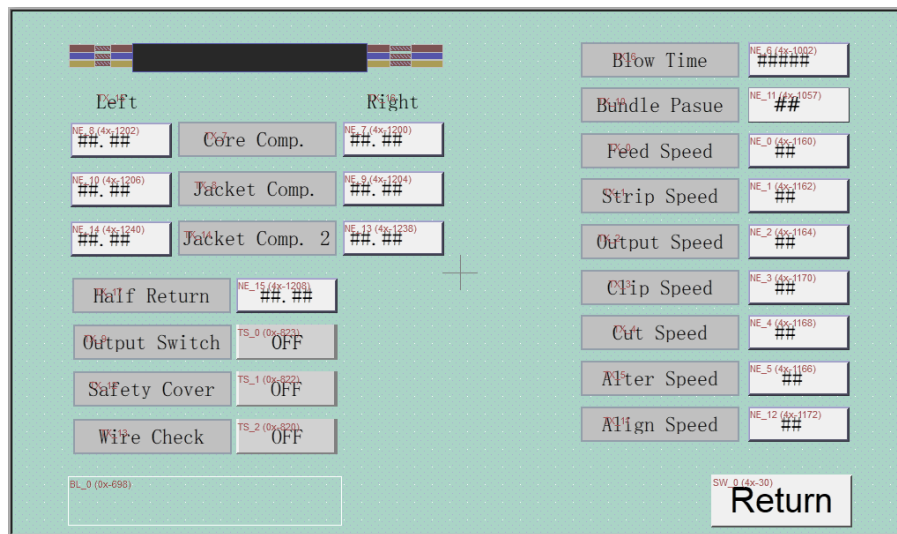 TX_15 TX_16
Left Right
NE_8 (4x-1202) TX_7 NE_7 (4x-1200)
##.## Core Comp. ##.##
NE_10 (4x-1206) TX_8 NE_9 (4x-1204)
##.## Jacket Comp. ##.##
NE_14 (4x-1240) TX_14 NE_13 (4x-1238)
##.## Jacket Comp. 2 ##.##
NE_15 (4x-1208)
Half Return ##.##
TS_0 (0x-823)
Output Switch OFF
TS_1 (0x-822)
Safety Cover OFF
TS_2 (0x-820)
Wire Check OFF
BL_0 (0x-698)
NE_6 (4x-1002)
Blow Time #####
NE_11 (4x-1057)
Bundle Pasue ##
NE_0 (4x-1160)
Feed Speed ##
NE_1 (4x-1162)
Strip Speed ##
NE_2 (4x-1164)
Output Speed ##
NE_3 (4x-1170)
Clip Speed ##
NE_4 (4x-1168)
Cut Speed ##
NE_5 (4x-1166)
Alter Speed ##
NE_12 (4x-1172)
Align Speed ##
SW_0 (4x-30)
Return